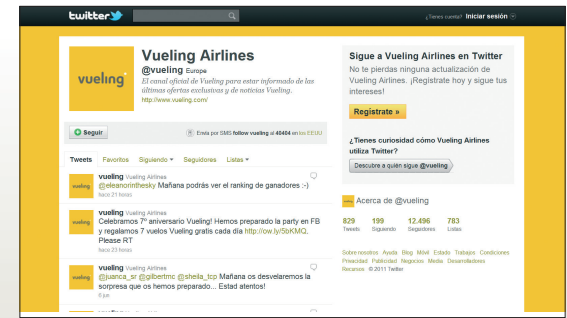 twitter
¿Tienes cuenta? Iniciar sesión
vueling
Vueling Airlines
@vueling Europe
El canal oficial de Vueling para estar informado de las
últimas ofertas exclusivas y de noticias Vueling.
http://www.vueling.com/
Seguir
Envía por SMS follow vueling al 40404 en los EEUU
Tweets Favoritos Siguiendo Seguidores Listas
vueling Vueling Airlines
@eleanorinthesky Mañana podrás ver el ranking de ganadores :-)
hace 21 horas
vueling
vueling Vueling Airlines
Celebramos 7º aniversario Vueling! Hemos preparado la party en FB
y regalamos 7 vuelos Vueling gratis cada día http://ow.ly/5bKMQ.
Please RT
hace 23 horas
vueling
vueling Vueling Airlines
@juanca_sr @gilbertmc @sheila_tcp Mañana os desvelaremos la
sorpresa que os hemos preparado... Estad atentos!
6 jun
vueling
vueling Vueling Airlines
Sigue a Vueling Airlines en Twitter
No te pierdas ninguna actualización de
Vueling Airlines. ¡Regístrate hoy y sigue tus
intereses!
Regístrate »
¿Tienes curiosidad cómo Vueling Airlines
utiliza Twitter?
Descubre a quién sigue @vueling
Acerca de @vueling
829 199 12.496 783
Tweets Siguiendo Seguidores Listas
Sobre nosotros Ayuda Blog Móvil Estado Trabajos Condiciones
Privacidad Publicidad Negocios Media Desarrolladores
Recursos © 2011 Twitter